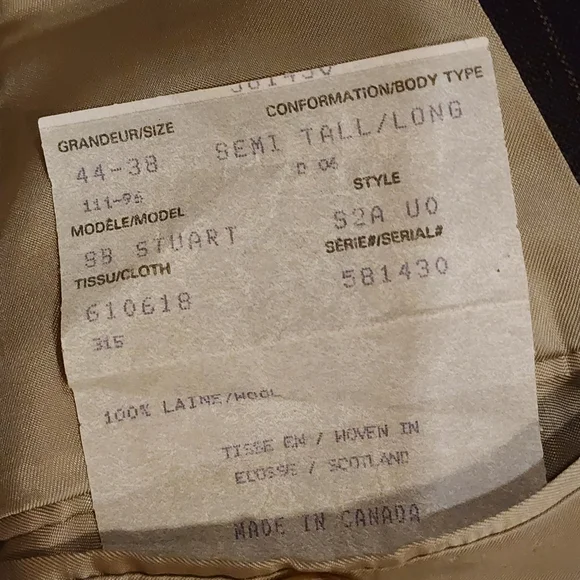 581430
CONFORMATION/BODY TYPE
GRANDEUR/SIZE
SEMI TALL/LONG
44-38
D 06
111-96
STYLE
MODÈLE/MODEL
S2A U0
SB STUART
SÉRIE#/SERIAL#
TISSU/CLOTH
581430
610618
315
100% LAINE/WOOL
TISSE EN / WOVEN IN
ECOSSE / SCOTLAND
MADE IN CANADA